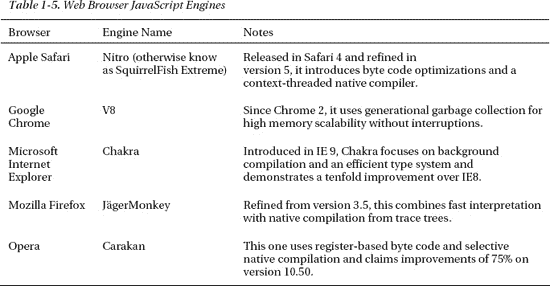 Table 1-5. Web Browser JavaScript Engines
Browser Engine Name Notes
Apple Safari Nitro (otherwise know Released in Safari 4 and refined in
as SquirrelFish Extreme) version 5, it introduces byte code optimizations and a
context-threaded native compiler.
Google V8 Since Chrome 2, it uses generational garbage collection for
Chrome high memory scalability without interruptions.
Microsoft Chakra Introduced in IE 9, Chakra focuses on background
Internet compilation and an efficient type system and
Explorer demonstrates a tenfold improvement over IE8.
Mozilla Firefox JägerMonkey Refined from version 3.5, this combines fast interpretation
with native compilation from trace trees.
Opera Carakan This one uses register-based byte code and selective
native compilation and claims improvements of 75% on
version 10.50.